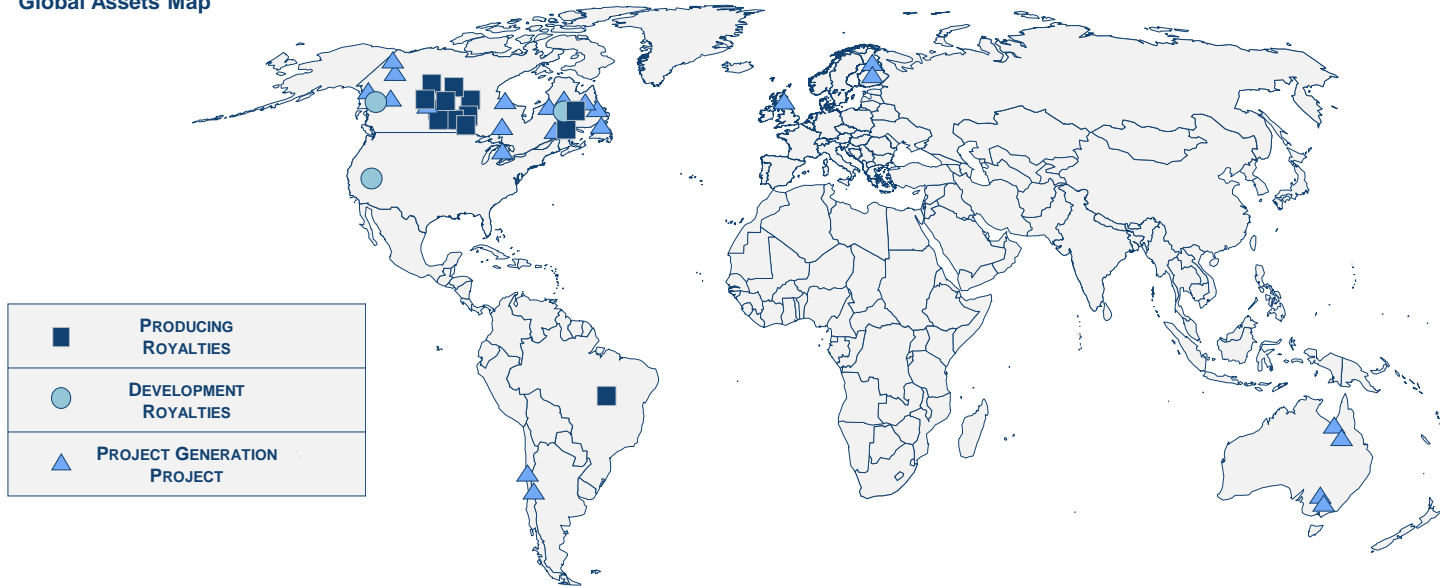 Global Assets Map
PRODUCING
ROYALTIES
DEVELOPMENT
ROYALTIES
PROJECT GENERATION
PROJECT